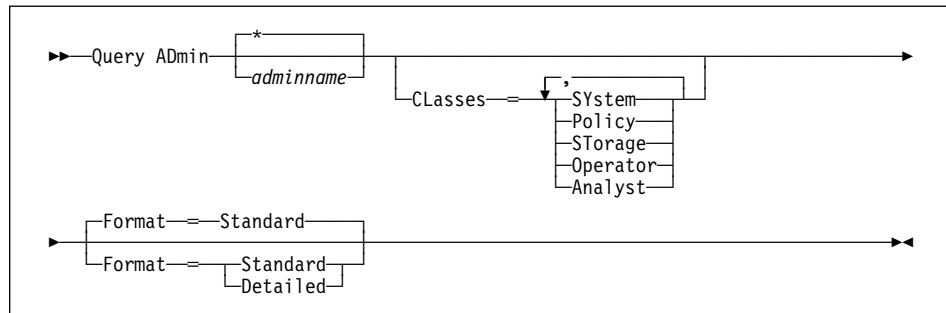 *
Query ADmin
adminname
,
CLasses = SYstem
Policy
STorage
Operator
Analyst
Format = Standard
Format = Standard
Detailed